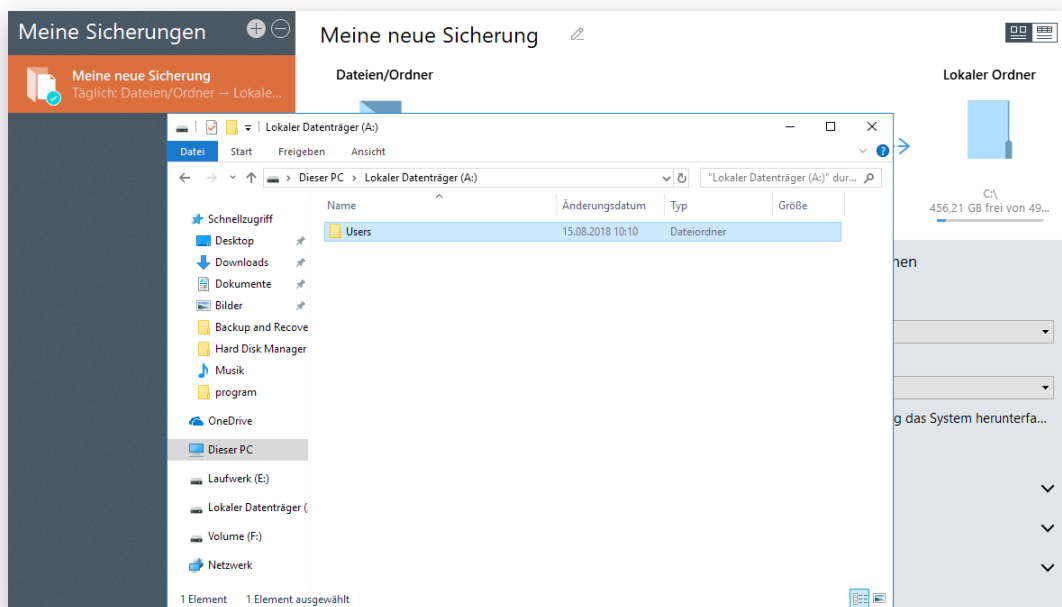 Meine Sicherungen
Meine neue Sicherung
Meine neue Sicherung
Täglich: Dateien/Ordner → Lokale...
Dateien/Ordner
Lokaler Ordner
C:\
456,21 GB frei von 49...
Lokaler Datenträger (A:)
Datei Start Freigeben Ansicht
Dieser PC > Lokaler Datenträger (A:)
"Lokaler Datenträger (A:)" dur...
Name Änderungsdatum Typ Größe
Users 15.08.2018 10:10 Dateiordner
Schnellzugriff
Desktop
Downloads
Dokumente
Bilder
Backup and Recove
Hard Disk Manager
Musik
program
OneDrive
Dieser PC
Laufwerk (E:)
Lokaler Datenträger (
Volume (F:)
Netzwerk
1 Element 1 Element ausgewählt
nen
g das System herunterfa...